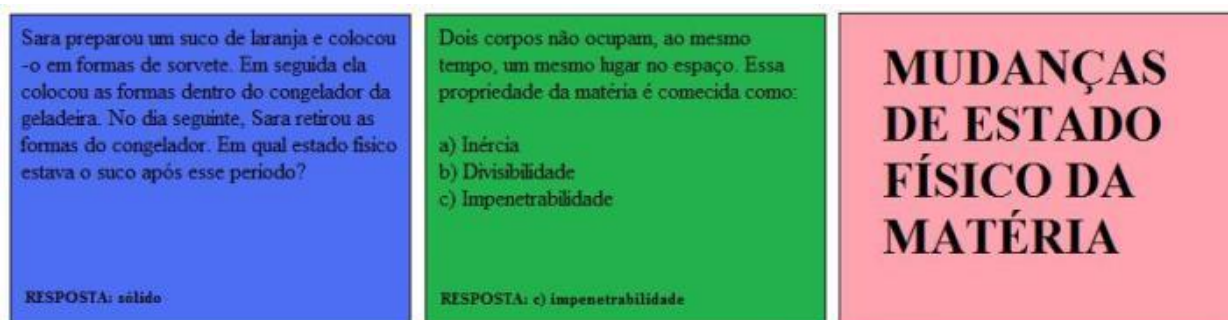 Sara preparou um suco de laranja e colocou
-o em formas de sorvete. Em seguida ela
colocou as formas dentro do congelador da
geladeira. No dia seguinte, Sara retirou as
formas do congelador. Em qual estado fisico
estava o suco após esse período?
RESPOSTA: sólido
Dois corpos não ocupam, ao mesmo
tempo, um mesmo lugar no espaço. Essa
propriedade da matéria é comecida como:
a) Inércia
b) Divisibilidade
c) Impenetrabilidade
RESPOSTA: c) impenetrabilidade
MUDANÇAS
DE ESTADO
FÍSICO DA
MATÉRIA